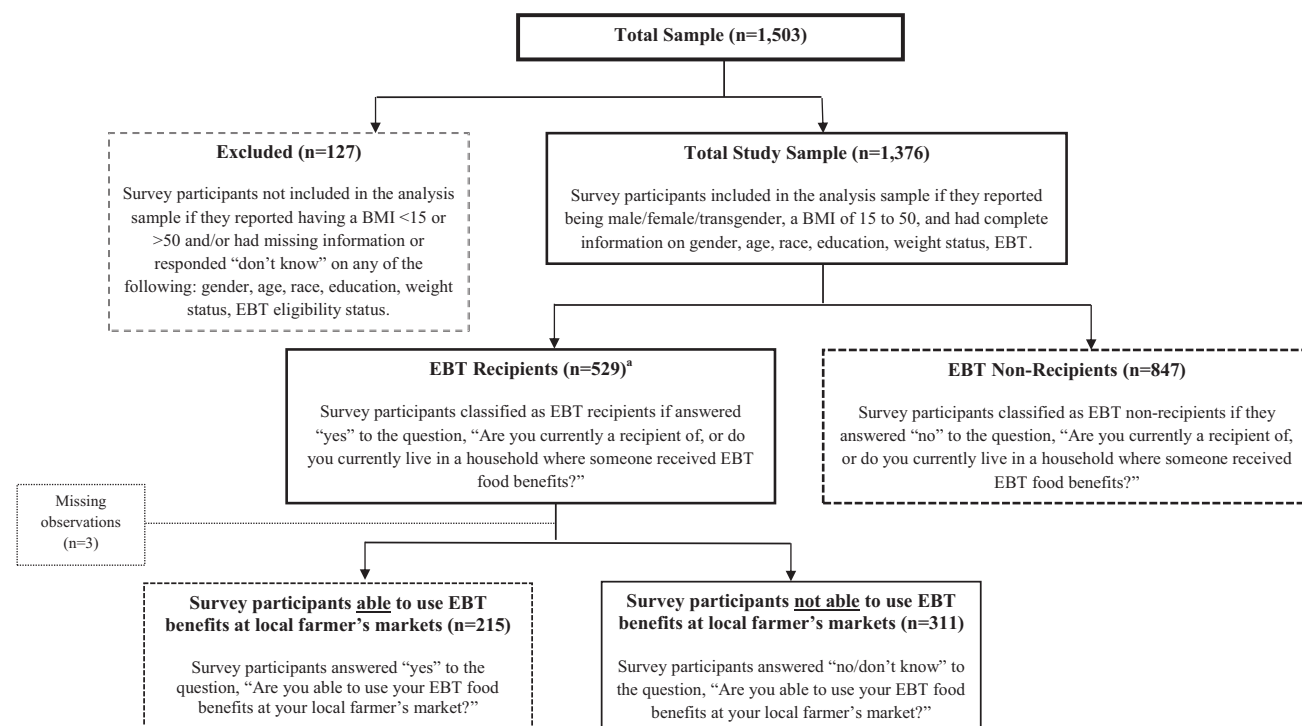 Total Sample (n=1,503)
Excluded (n=127)
Survey participants not included in the analysis
sample if they reported having a BMI <15 or
>50 and/or had missing information or
responded “don’t know” on any of the
following: gender, age, race, education, weight
status, EBT eligibility status.
Total Study Sample (n=1,376)
Survey participants included in the analysis sample if they reported
being male/female/transgender, a BMI of 15 to 50, and had complete
information on gender, age, race, education, weight status, EBT.
EBT Recipients (n=529)a
Survey participants classified as EBT recipients if answered
“yes” to the question, “Are you currently a recipient of, or do
you currently live in a household where someone received EBT
food benefits?”
EBT Non-Recipients (n=847)
Survey participants classified as EBT non-recipients if they
answered “no” to the question, “Are you currently a recipient of,
or do you currently live in a household where someone received
EBT food benefits?”
Missing
observations
(n=3)
Survey participants able to use EBT
benefits at local farmer’s markets (n=215)
Survey participants answered “yes” to the
question, “Are you able to use your EBT food
benefits at your local farmer’s market?”
Survey participants not able to use EBT
benefits at local farmer’s markets (n=311)
Survey participants answered “no/don’t know” to
the question, “Are you able to use your EBT food
benefits at your local farmer’s market?”